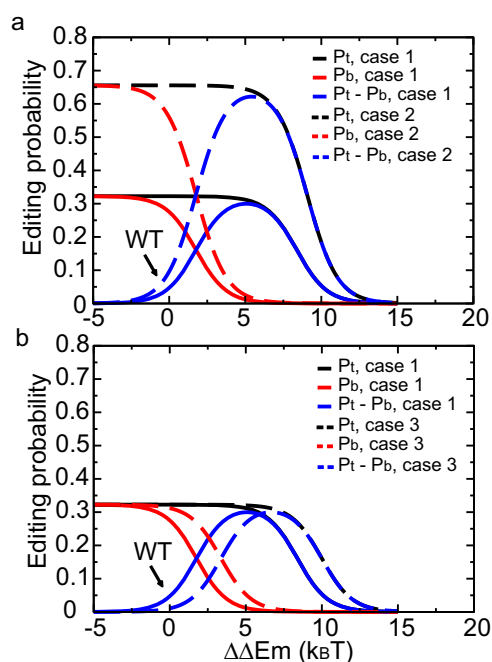 a
0.8
0.7
0.6
0.5
0.4
0.3
0.2
0.1
0
Editing probability
Pt, case 1
Pb, case 1
Pt - Pb, case 1
Pt, case 2
Pb, case 2
Pt - Pb, case 2
WT
-5 0 5 10 15 20
b
0.8
0.7
0.6
0.5
0.4
0.3
0.2
0.1
0
Editing probability
Pt, case 1
Pb, case 1
Pt - Pb, case 1
Pt, case 3
Pb, case 3
Pt - Pb, case 3
WT
-5 0 5 10 15 20
ΔΔEm (kBT)